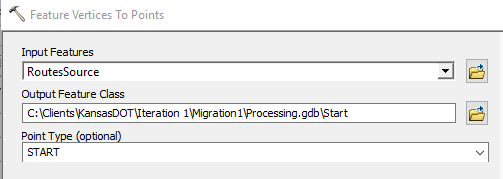 Feature Vertices To Points
Input Features
RoutesSource
Output Feature Class
C:\Clients\KansasDOT\Iteration 1\Migration1\Processing.gdb\Start
Point Type (optional)
START